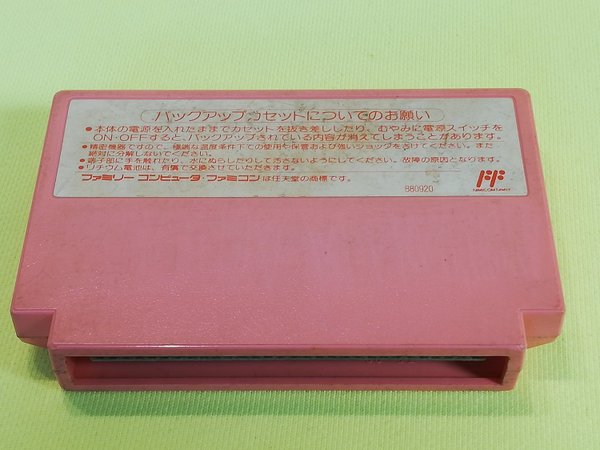 バックアップカセットについてのお願い
●本体の電源を入れたままでカセットを抜き差ししたり、むやみに電源スイッチを
ON・OFFすると、バックアップされている内容が消えてしまうことがあります。
●精密機器ですので、極端な温度条件下での使用や保管および強いショックをさけてください。また
絶対に分解しないでください。
●端子部に手を触れたり、水にぬらしたりして汚さないようにしてください。故障の原因となります。
●リチウム電池は、有償で交換させていただきます。
ファミリーコンピュータ・ファミコンは任天堂の商標です。
880920